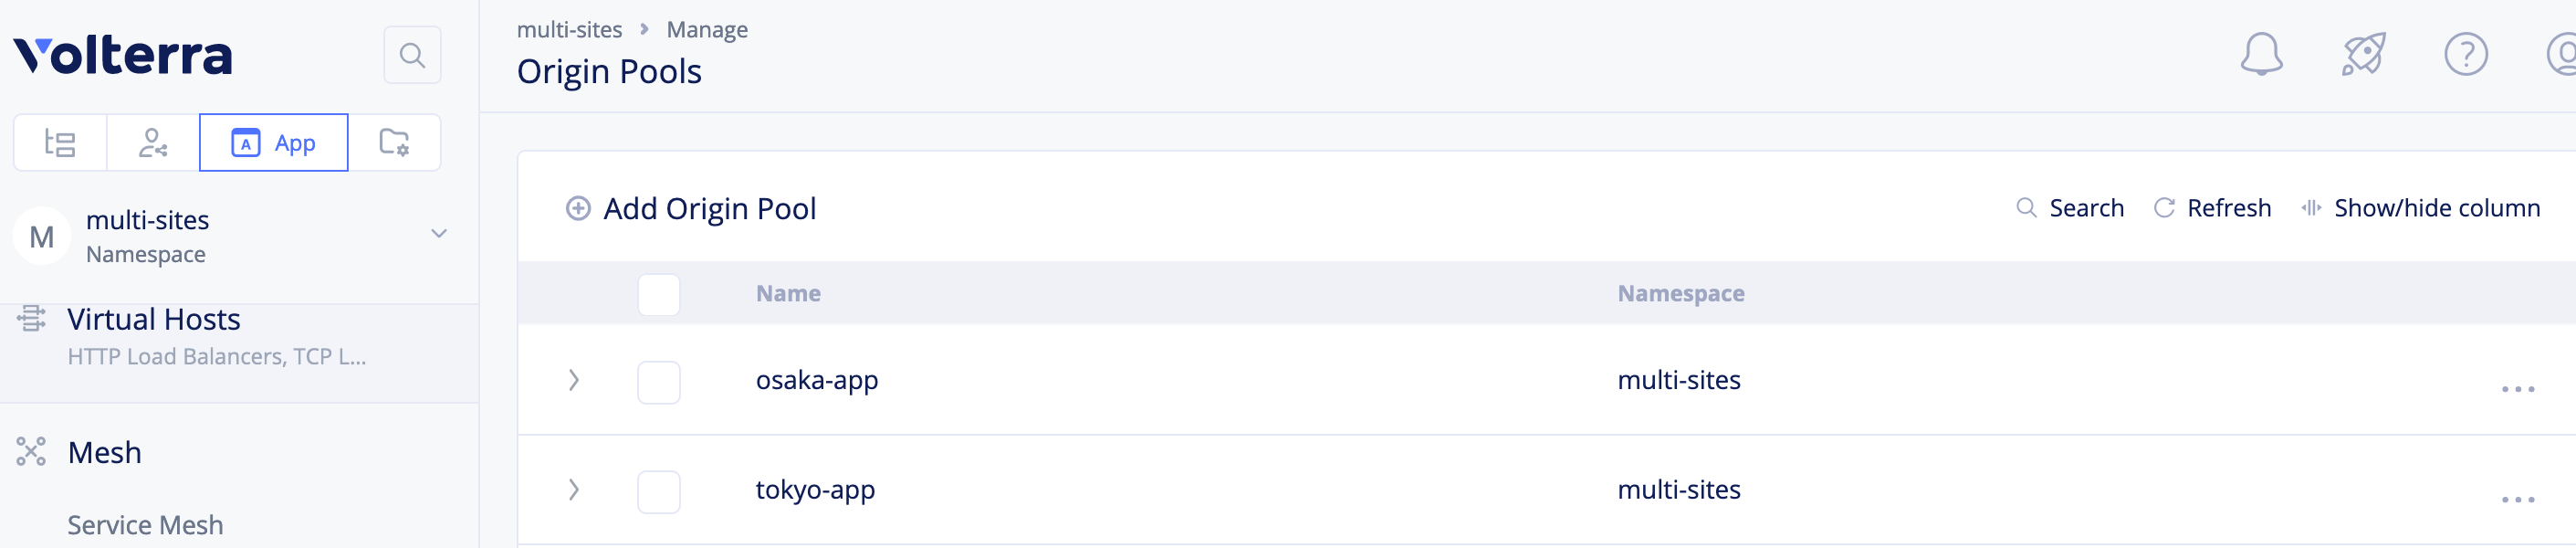 Volterra
App
M
multi-sites
Namespace
Virtual Hosts
HTTP Load Balancers, TCP L...
Mesh
Service Mesh
multi-sites > Manage
Origin Pools
?
Add Origin Pool
Search Refresh Show/hide column
Name Namespace
osaka-app multi-sites ...
tokyo-app multi-sites ...